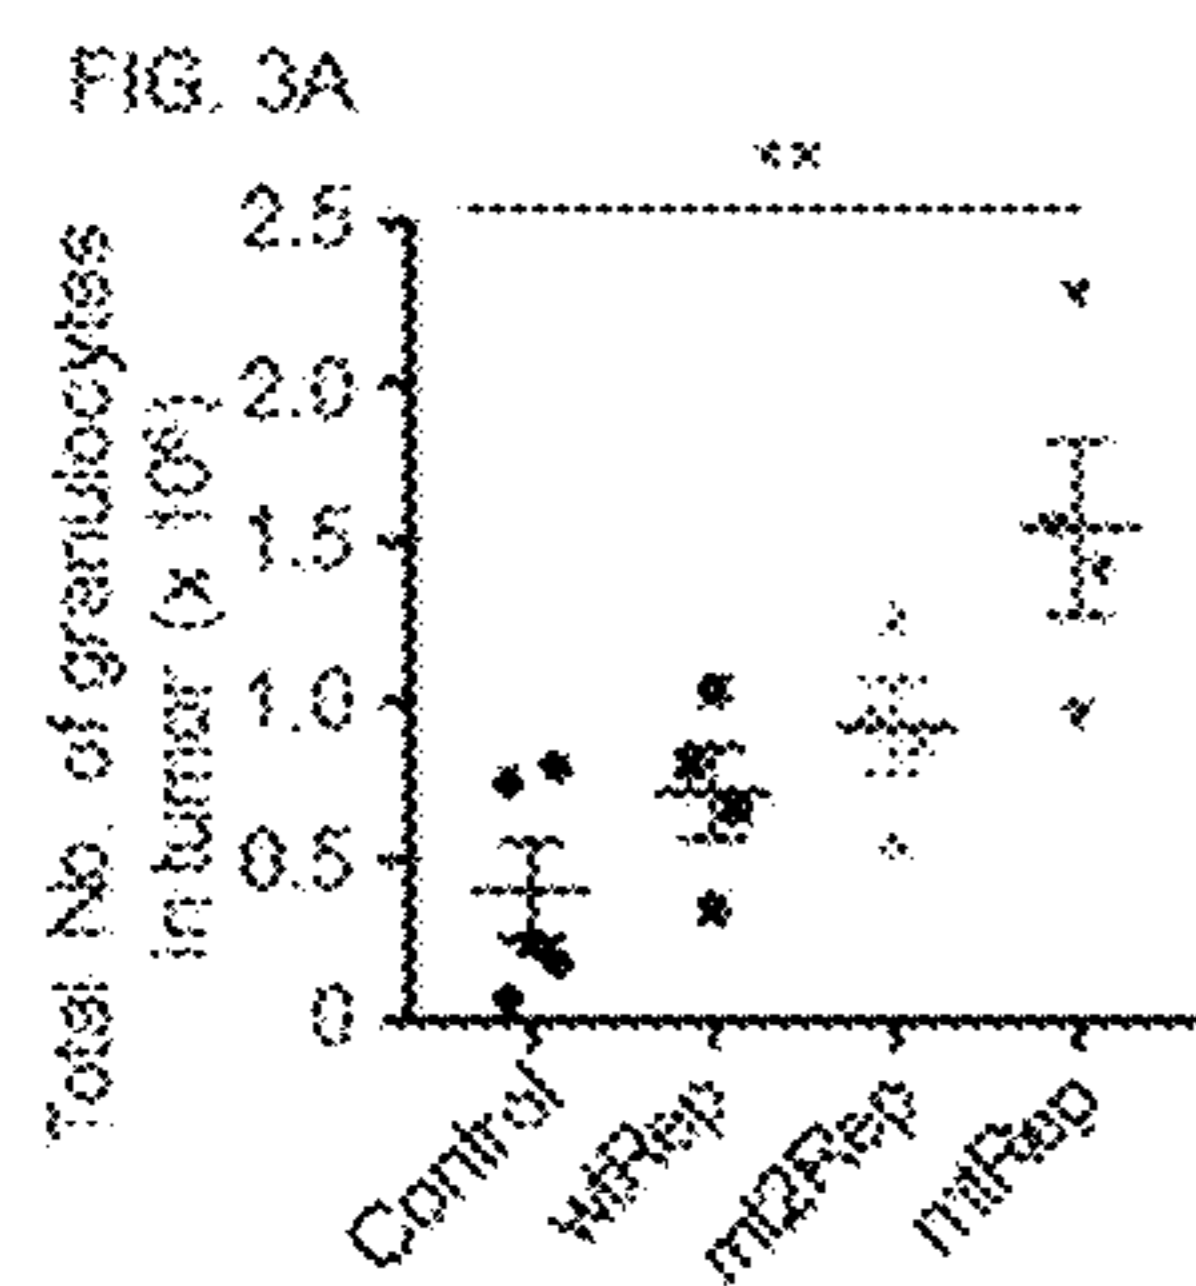 FIG. 3A
**
Total No. of granulocytes
in tumor (x 10⁶)
2.5
2.0
1.5
1.0
0.5
0
Control
wtRep
mt2Rep
mtRep